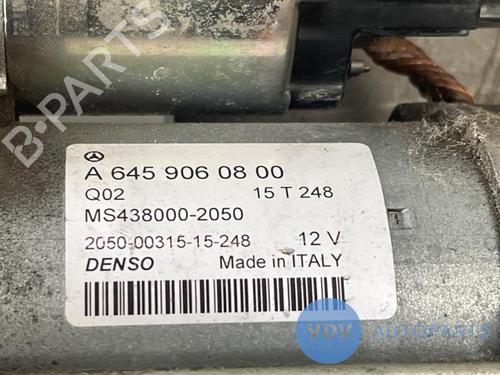 B-PARTS
A 645 906 08 00
Q02 15 T 248
MS438000-2050
2050-00315-15-248 12 V
DENSO Made in ITALY
VDV AUTOPARTS